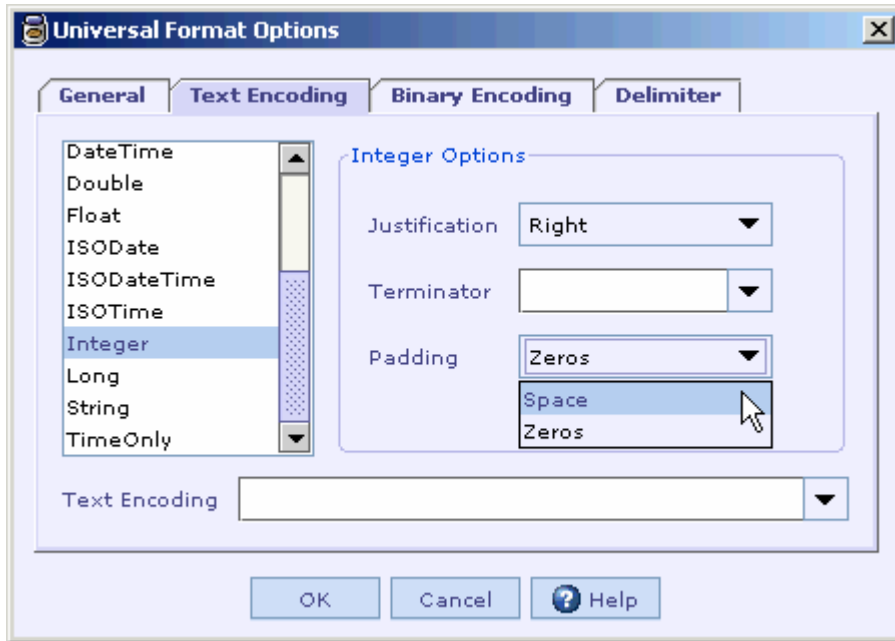 Universal Format Options
General Text Encoding Binary Encoding Delimiter
DateTime
Double
Float
ISODate
ISODateTime
ISOTime
Integer
Long
String
TimeOnly
Integer Options
Justification Right
Terminator
Padding Zeros
Space
Zeros
Text Encoding
OK Cancel Help